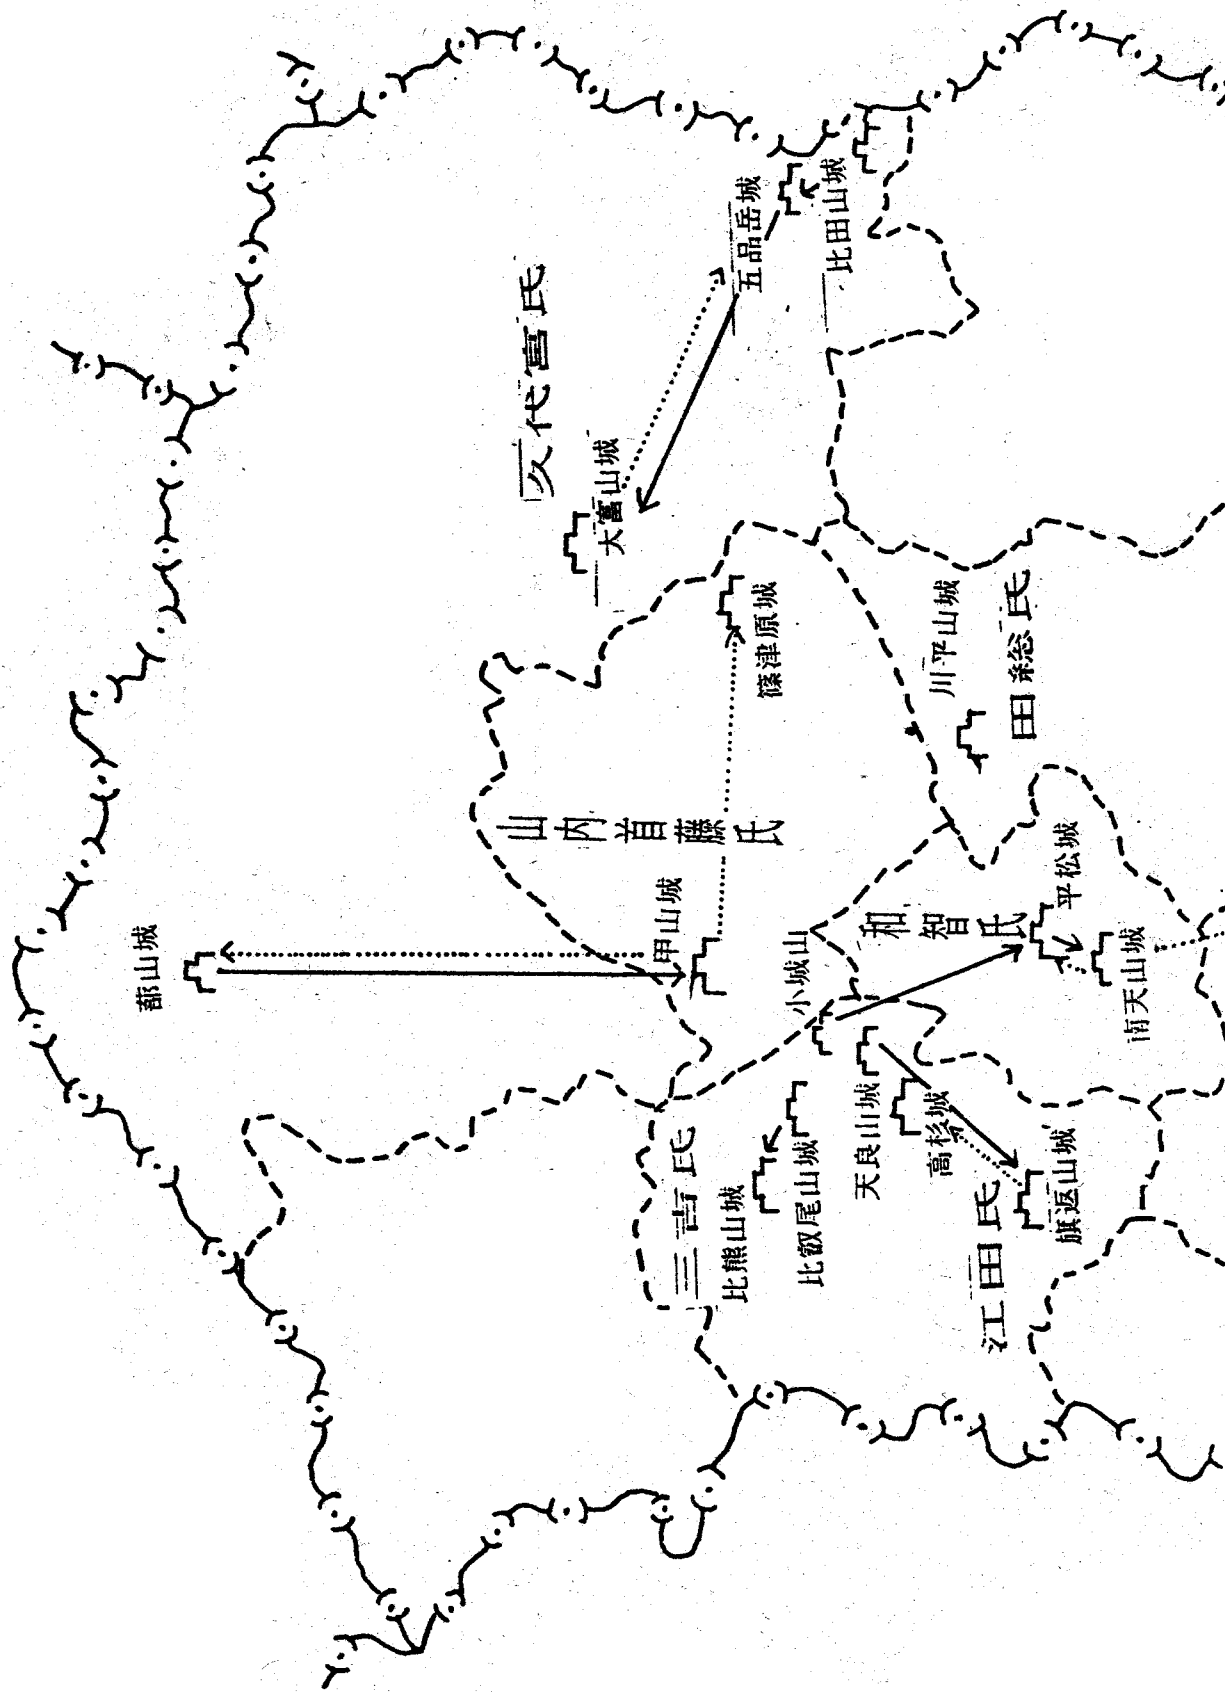 蔀山城
久代宮氏
大富山城
五品岳城
比田山城
山内首藤氏
甲山城
篠津原城
川平山城
田総氏
小城山
和智氏
平松城
南天山城
三吉氏
比熊山城
比叡尾山城
天良山城
高杉城
江田氏
旗返山城